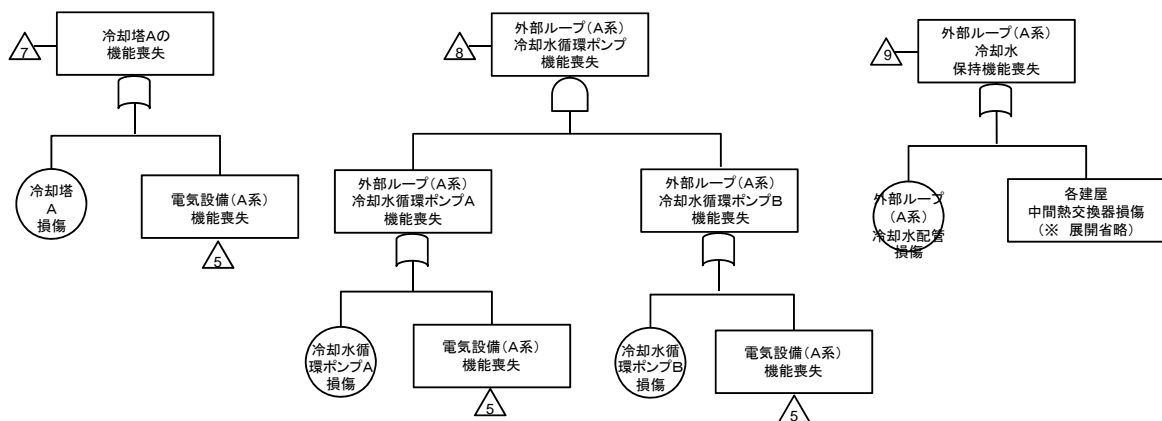 7
冷却塔Aの
機能喪失
冷却塔
A
損傷
電気設備(A系)
機能喪失
5
8
外部ループ(A系)
冷却水循環ポンプ
機能喪失
外部ループ(A系)
冷却水循環ポンプA
機能喪失
冷却水循
環ポンプA
損傷
電気設備(A系)
機能喪失
5
外部ループ(A系)
冷却水循環ポンプB
機能喪失
冷却水循
環ポンプB
損傷
電気設備(A系)
機能喪失
5
9
外部ループ(A系)
冷却水
保持機能喪失
外部ループ
(A系)
冷却水配管
損傷
各建屋
中間熱交換器損傷
(※ 展開省略)